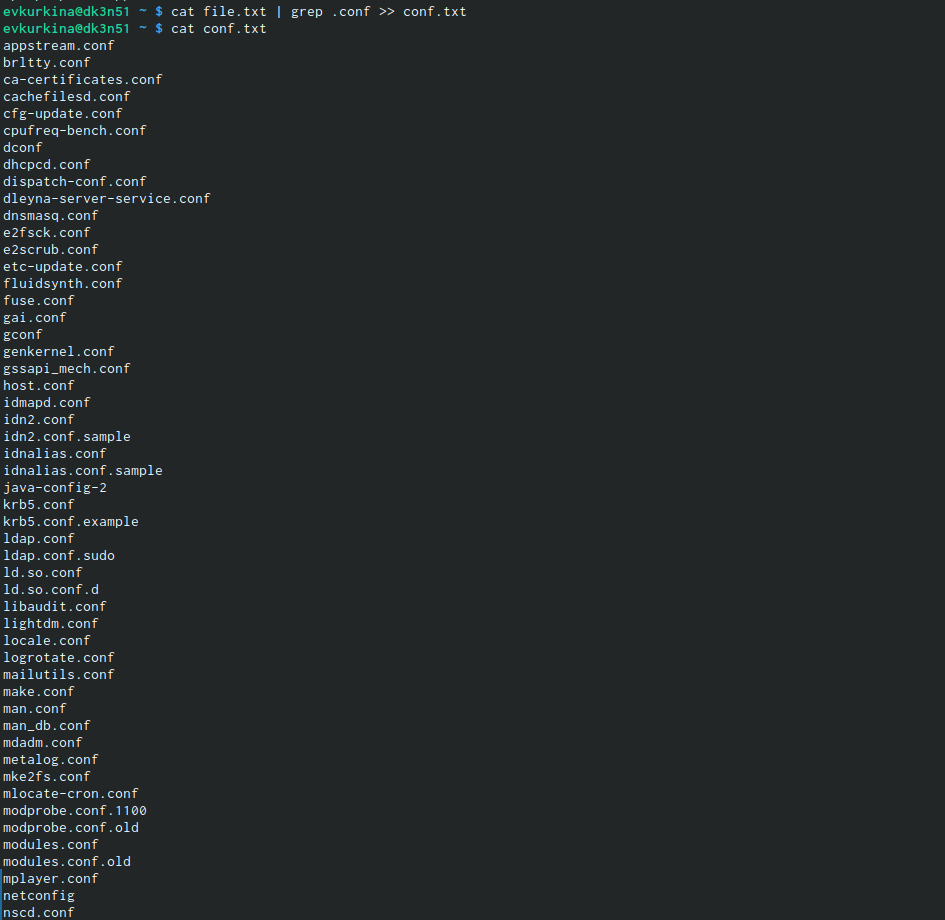 evkurkina@dk3n51 ~ $ cat file.txt | grep .conf >> conf.txt
evkurkina@dk3n51 ~ $ cat conf.txt
appstream.conf
brltty.conf
ca-certificates.conf
cachefilesd.conf
cfg-update.conf
cpufreq-bench.conf
dconf
dhcpcd.conf
dispatch-conf.conf
dleyna-server-service.conf
dnsmasq.conf
e2fsck.conf
e2scrub.conf
etc-update.conf
fluidsynth.conf
fuse.conf
gai.conf
gconf
genkernel.conf
gssapi_mech.conf
host.conf
idmapd.conf
idn2.conf
idn2.conf.sample
idnalias.conf
idnalias.conf.sample
java-config-2
krb5.conf
krb5.conf.example
ldap.conf
ldap.conf.sudo
ld.so.conf
ld.so.conf.d
libaudit.conf
lightdm.conf
locale.conf
logrotate.conf
mailutils.conf
make.conf
man.conf
man_db.conf
mdadm.conf
metalog.conf
mke2fs.conf
mlocate-cron.conf
modprobe.conf.1100
modprobe.conf.old
modules.conf
modules.conf.old
mplayer.conf
netconfig
nscd.conf